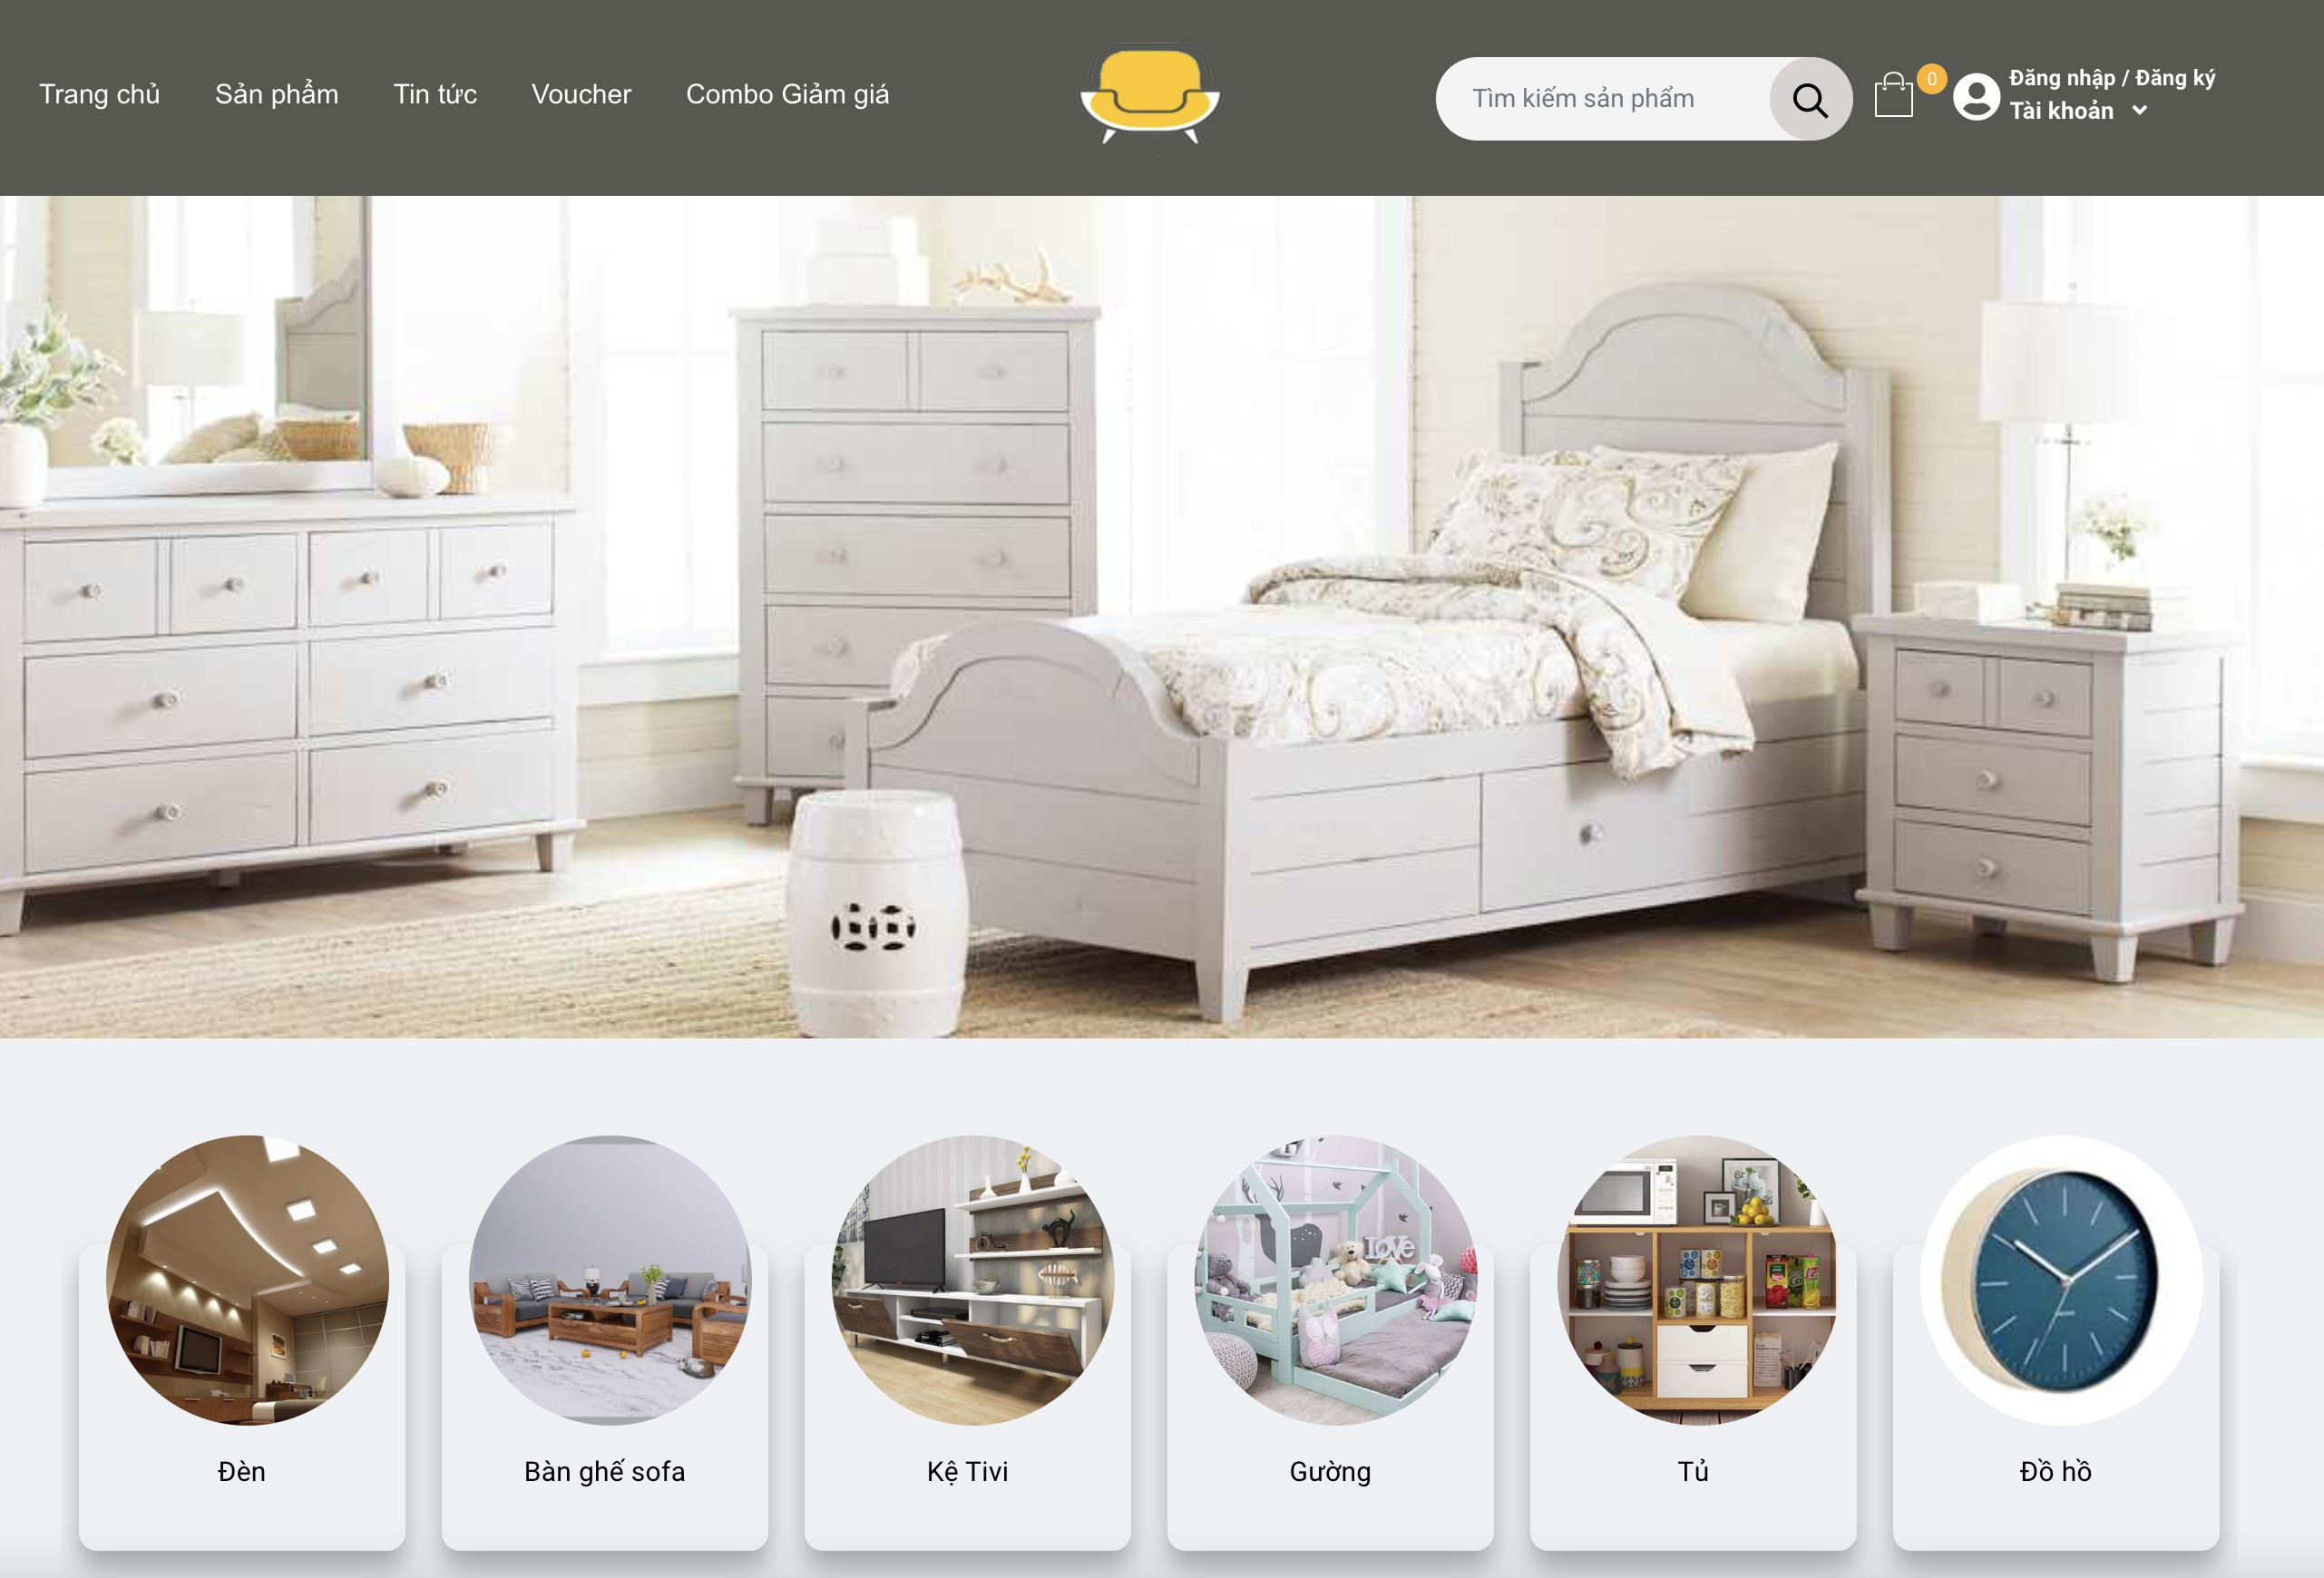 Trang chủ
Sản phẩm
Tin tức
Voucher
Combo Giảm giá
Tìm kiếm sản phẩm
0
Đăng nhập / Đăng ký
Tài khoản
LOVE
Đèn
Bàn ghế sofa
Kệ Tivi
Gường
Tủ
Đồ hồ